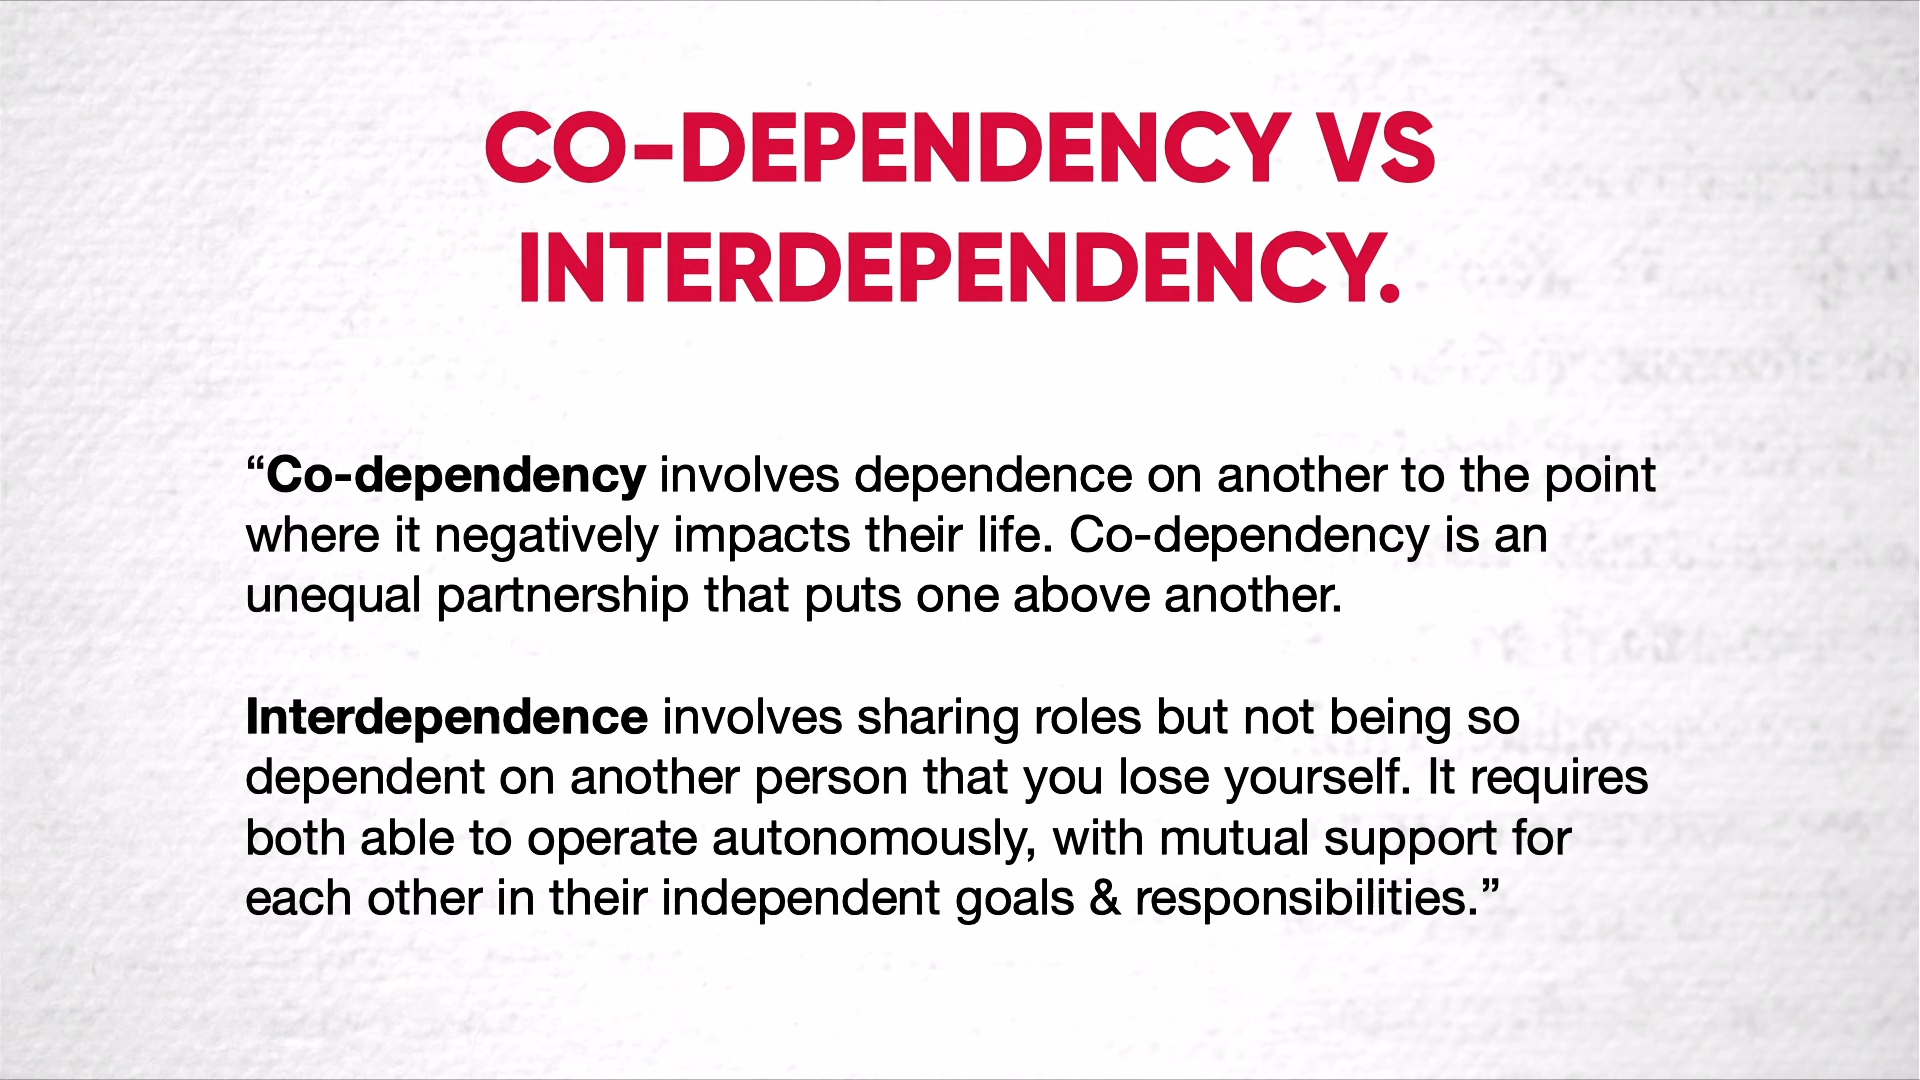 CO-DEPENDENCY VS
INTERDEPENDENCY.
“Co-dependency involves dependence on another to the point
where it negatively impacts their life. Co-dependency is an
unequal partnership that puts one above another.
Interdependence involves sharing roles but not being so
dependent on another person that you lose yourself. It requires
both able to operate autonomously, with mutual support for
each other in their independent goals & responsibilities.”